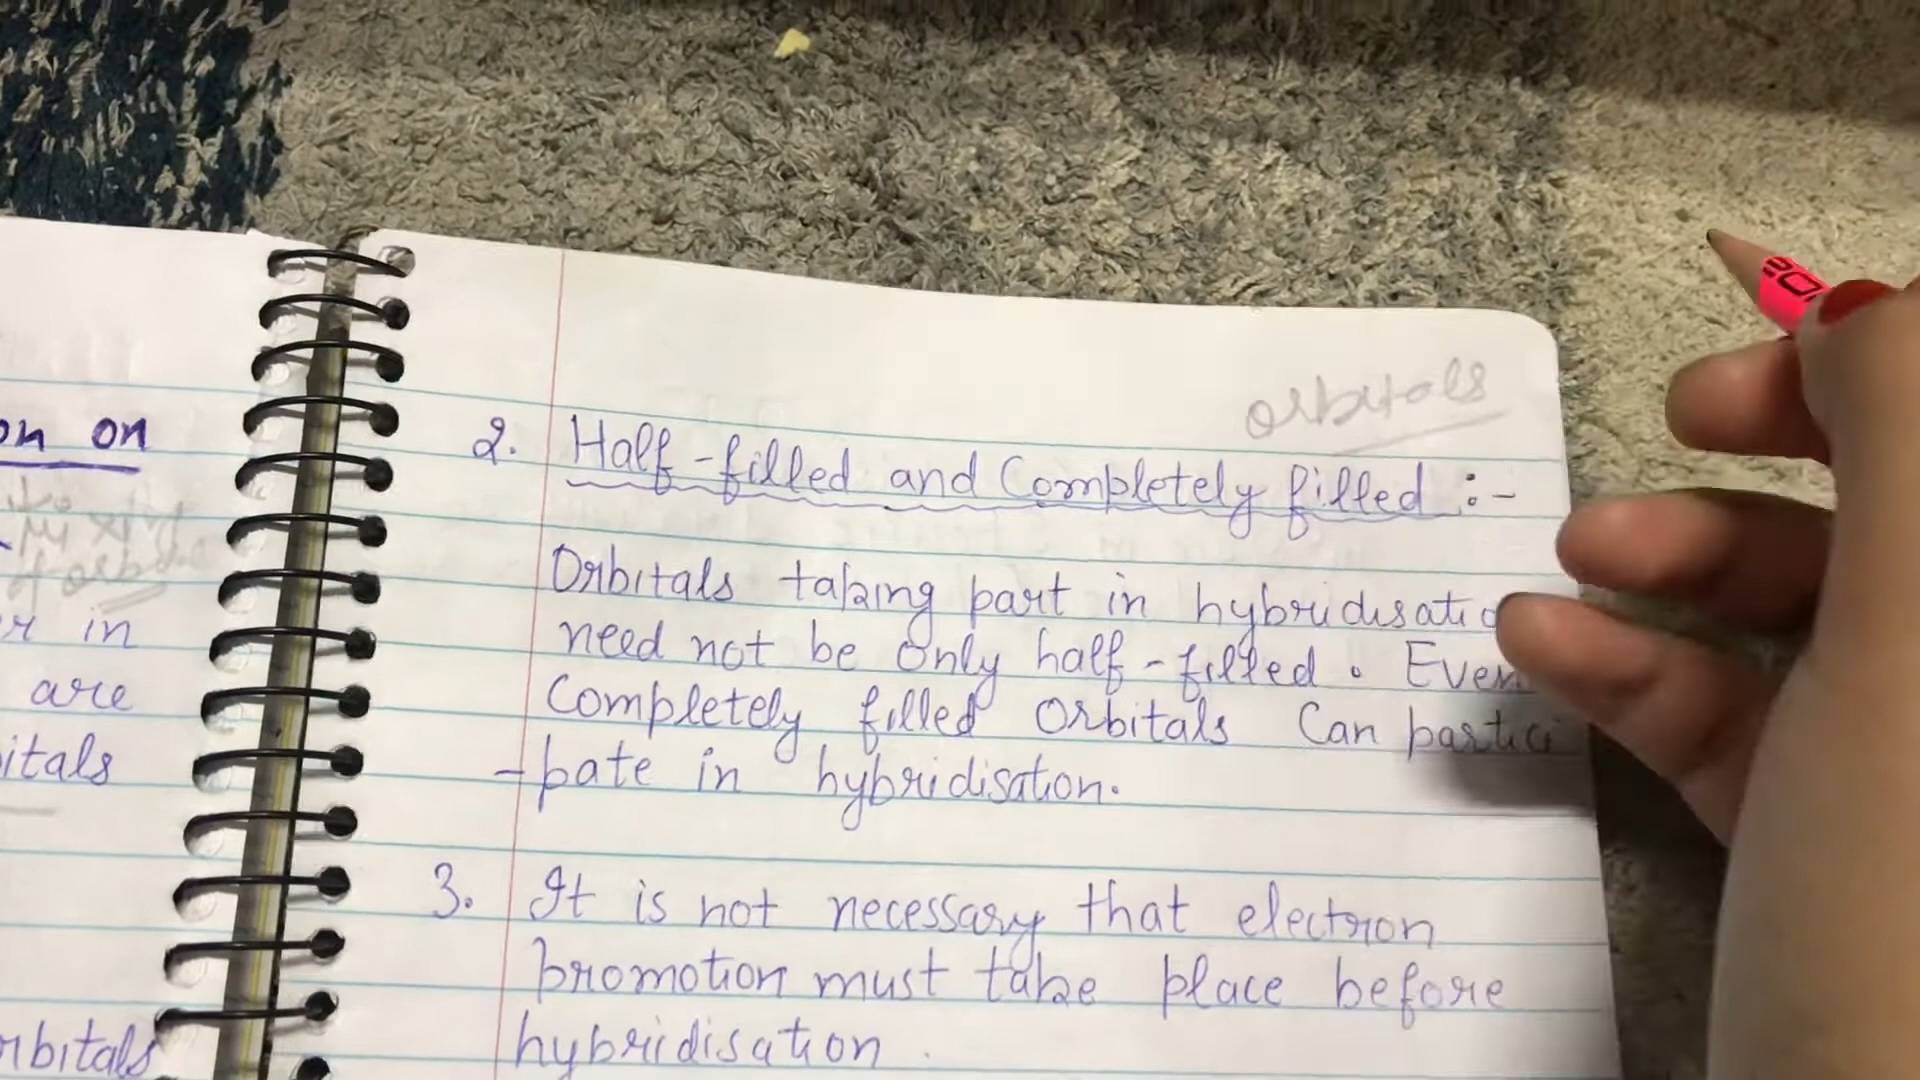 on on
r in
are
itals
rbitals
orbitals
2. Half-filled and Completely filled :-
Orbitals taking part in hybridisatio
need not be only half-filled. Even
Completely filled Orbitals Can partici
-pate in hybridisation.
3. It is not necessary that electron
promotion must take place before
hybridisation.